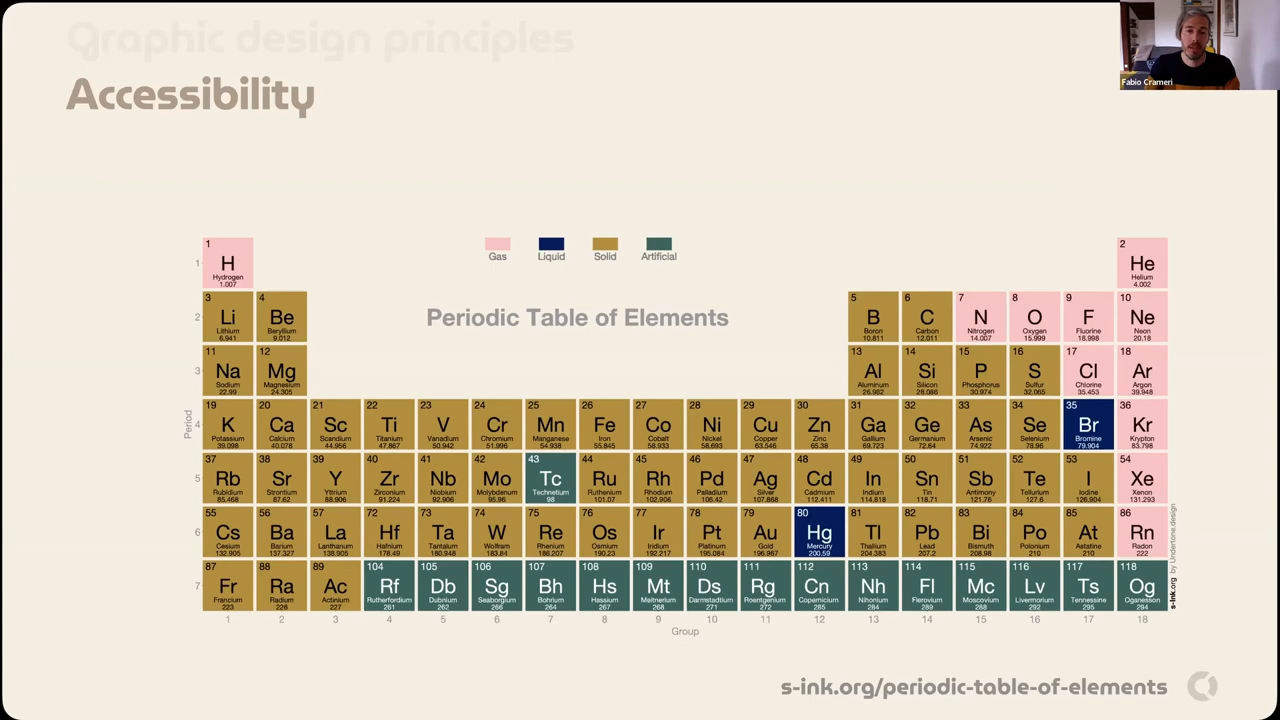 Graphic design principles
Accessibility
Fabio Crameri
Gas Liquid Solid Artificial
Periodic Table of Elements
Period
1
1 H Hydrogen 1.007
2 He Helium 4.002
2
3 Li Lithium 6.941
4 Be Beryllium 9.012
5 B Boron 10.811
6 C Carbon 12.011
7 N Nitrogen 14.007
8 O Oxygen 15.999
9 F Fluorine 18.998
10 Ne Neon 20.18
3
11 Na Sodium 22.99
12 Mg Magnesium 24.305
13 Al Aluminum 26.982
14 Si Silicon 28.086
15 P Phosphorus 30.974
16 S Sulfur 32.065
17 Cl Chlorine 35.453
18 Ar Argon 39.948
4
19 K Potassium 39.098
20 Ca Calcium 40.078
21 Sc Scandium 44.956
22 Ti Titanium 47.867
23 V Vanadium 50.942
24 Cr Chromium 51.996
25 Mn Manganese 54.938
26 Fe Iron 55.845
27 Co Cobalt 58.933
28 Ni Nickel 58.693
29 Cu Copper 63.546
30 Zn Zinc 65.38
31 Ga Gallium 69.723
32 Ge Germanium 72.64
33 As Arsenic 74.922
34 Se Selenium 78.96
35 Br Bromine 79.904
36 Kr Krypton 83.798
5
37 Rb Rubidium 85.468
38 Sr Strontium 87.62
39 Y Yttrium 88.906
40 Zr Zirconium 91.224
41 Nb Niobium 92.906
42 Mo Molybdenum 95.96
43 Tc Technetium 98
44 Ru Ruthenium 101.07
45 Rh Rhodium 102.906
46 Pd Palladium 106.42
47 Ag Silver 107.868
48 Cd Cadmium 112.411
49 In Indium 114.818
50 Sn Tin 118.71
51 Sb Antimony 121.76
52 Te Tellurium 127.6
53 I Iodine 126.904
54 Xe Xenon 131.293
6
55 Cs Cesium 132.905
56 Ba Barium 137.327
57 La Lanthanum 138.905
72 Hf Hafnium 178.49
73 Ta Tantalum 180.948
74 W Wolfram 183.84
75 Re Rhenium 186.207
76 Os Osmium 190.23
77 Ir Iridium 192.217
78 Pt Platinum 195.084
79 Au Gold 196.967
80 Hg Mercury 200.59
81 Tl Thallium 204.383
82 Pb Lead 207.2
83 Bi Bismuth 208.98
84 Po Polonium 210
85 At Astatine 210
86 Rn Radon 222
7
87 Fr Francium 223
88 Ra Radium 226
89 Ac Actinium 227
104 Rf Rutherfordium 261
105 Db Dubnium 262
106 Sg Seaborgium 266
107 Bh Bohrium 264
108 Hs Hassium 267
109 Mt Meitnerium 268
110 Ds Darmstadtium 271
111 Rg Roentgenium 272
112 Cn Copernicium 285
113 Nh Nihonium 284
114 Fl Flerovium 289
115 Mc Moscovium 288
116 Lv Livermorium 292
117 Ts Tennessine 295
118 Og Oganesson 294
1 2 3 4 5 6 7 8 9 10 11 12 13 14 15 16 17 18
Group
s-ink.org by Undertone.design
s-ink.org/periodic-table-of-elements